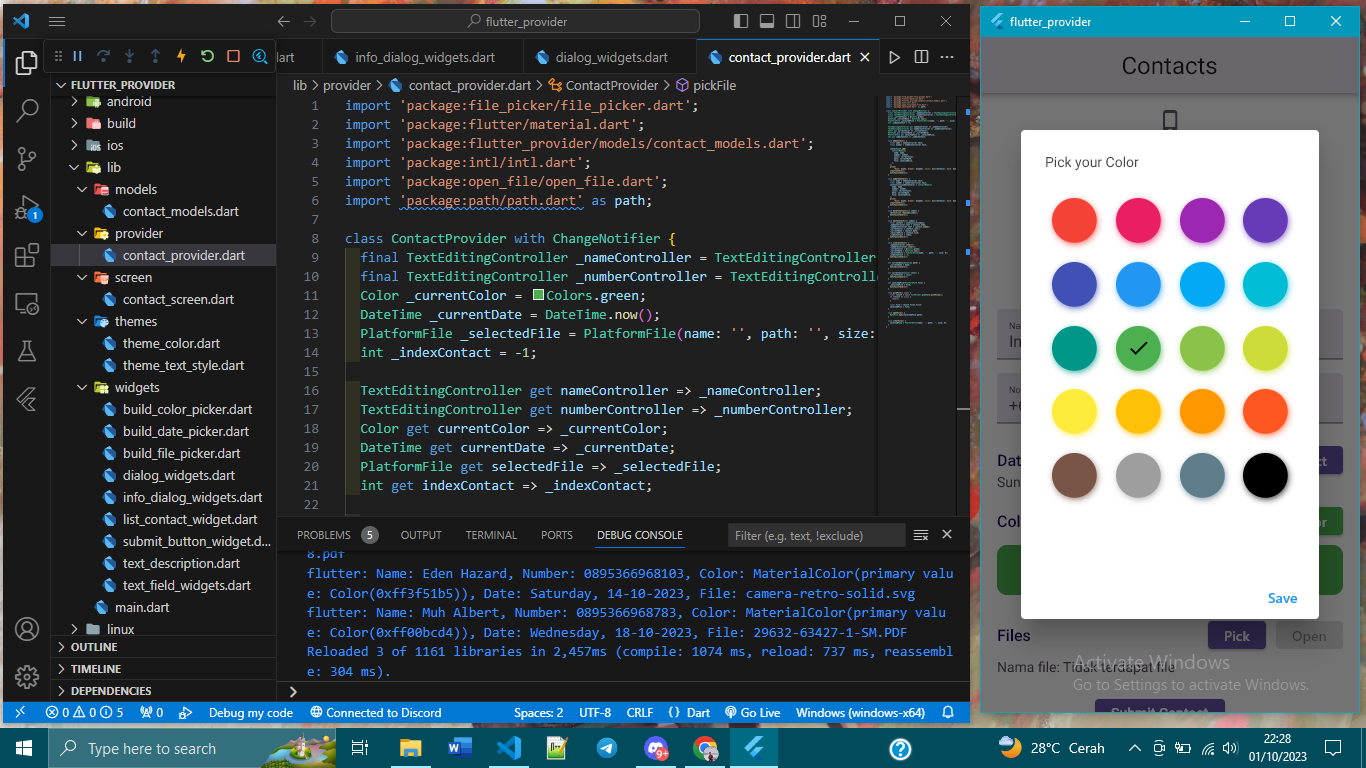 flutter_provider
FLUTTER_PROVIDER
android
build
ios
lib
models
contact_models.dart
provider
contact_provider.dart
screen
contact_screen.dart
themes
theme_color.dart
theme_text_style.dart
widgets
build_color_picker.dart
build_date_picker.dart
build_file_picker.dart
dialog_widgets.dart
info_dialog_widgets.dart
list_contact_widget.dart
submit_button_widget.d...
text_description.dart
text_field_widgets.dart
main.dart
linux
OUTLINE
TIMELINE
DEPENDENCIES
1
art info_dialog_widgets.dart dialog_widgets.dart contact_provider.dart
lib > provider > contact_provider.dart > ContactProvider > pickFile
1 import 'package:file_picker/file_picker.dart';
2 import 'package:flutter/material.dart';
3 import 'package:flutter_provider/models/contact_models.dart';
4 import 'package:intl/intl.dart';
5 import 'package:open_file/open_file.dart';
6 import 'package:path/path.dart' as path;
7
8 class ContactProvider with ChangeNotifier {
9 final TextEditingController _nameController = TextEditingController
10 final TextEditingController _numberController = TextEditingControll
11 Color _currentColor = Colors.green;
12 DateTime _currentDate = DateTime.now();
13 PlatformFile _selectedFile = PlatformFile(name: '', path: '', size:
14 int _indexContact = -1;
15
16 TextEditingController get nameController => _nameController;
17 TextEditingController get numberController => _numberController;
18 Color get currentColor => _currentColor;
19 DateTime get currentDate => _currentDate;
20 PlatformFile get selectedFile => _selectedFile;
21 int get indexContact => _indexContact;
22
PROBLEMS 5 OUTPUT TERMINAL PORTS DEBUG CONSOLE Filter (e.g. text, !exclude)
8.pdf
flutter: Name: Eden Hazard, Number: 0895366968103, Color: MaterialColor(primary valu
e: Color(0xff3f51b5)), Date: Saturday, 14-10-2023, File: camera-retro-solid.svg
flutter: Name: Muh Albert, Number: 0895366968783, Color: MaterialColor(primary valu
e: Color(0xff00bcd4)), Date: Wednesday, 18-10-2023, File: 29632-63427-1-SM.PDF
Reloaded 3 of 1161 libraries in 2,457ms (compile: 1074 ms, reload: 737 ms, reassembl
e: 304 ms).
0 0 5 0 Debug my code Connected to Discord Spaces: 2 UTF-8 CRLF {} Dart Go Live Windows (windows-x64)
flutter_provider
Contacts
Pick your Color
Na
In
No
+6
Dat
ct
Sun
Col
or
Save
Files Pick Open
Nama file: Tidak terdapat file
Submit Contact
Activate Windows
Go to Settings to activate Windows.
Type here to search
9+
28°C Cerah
22:28
01/10/2023